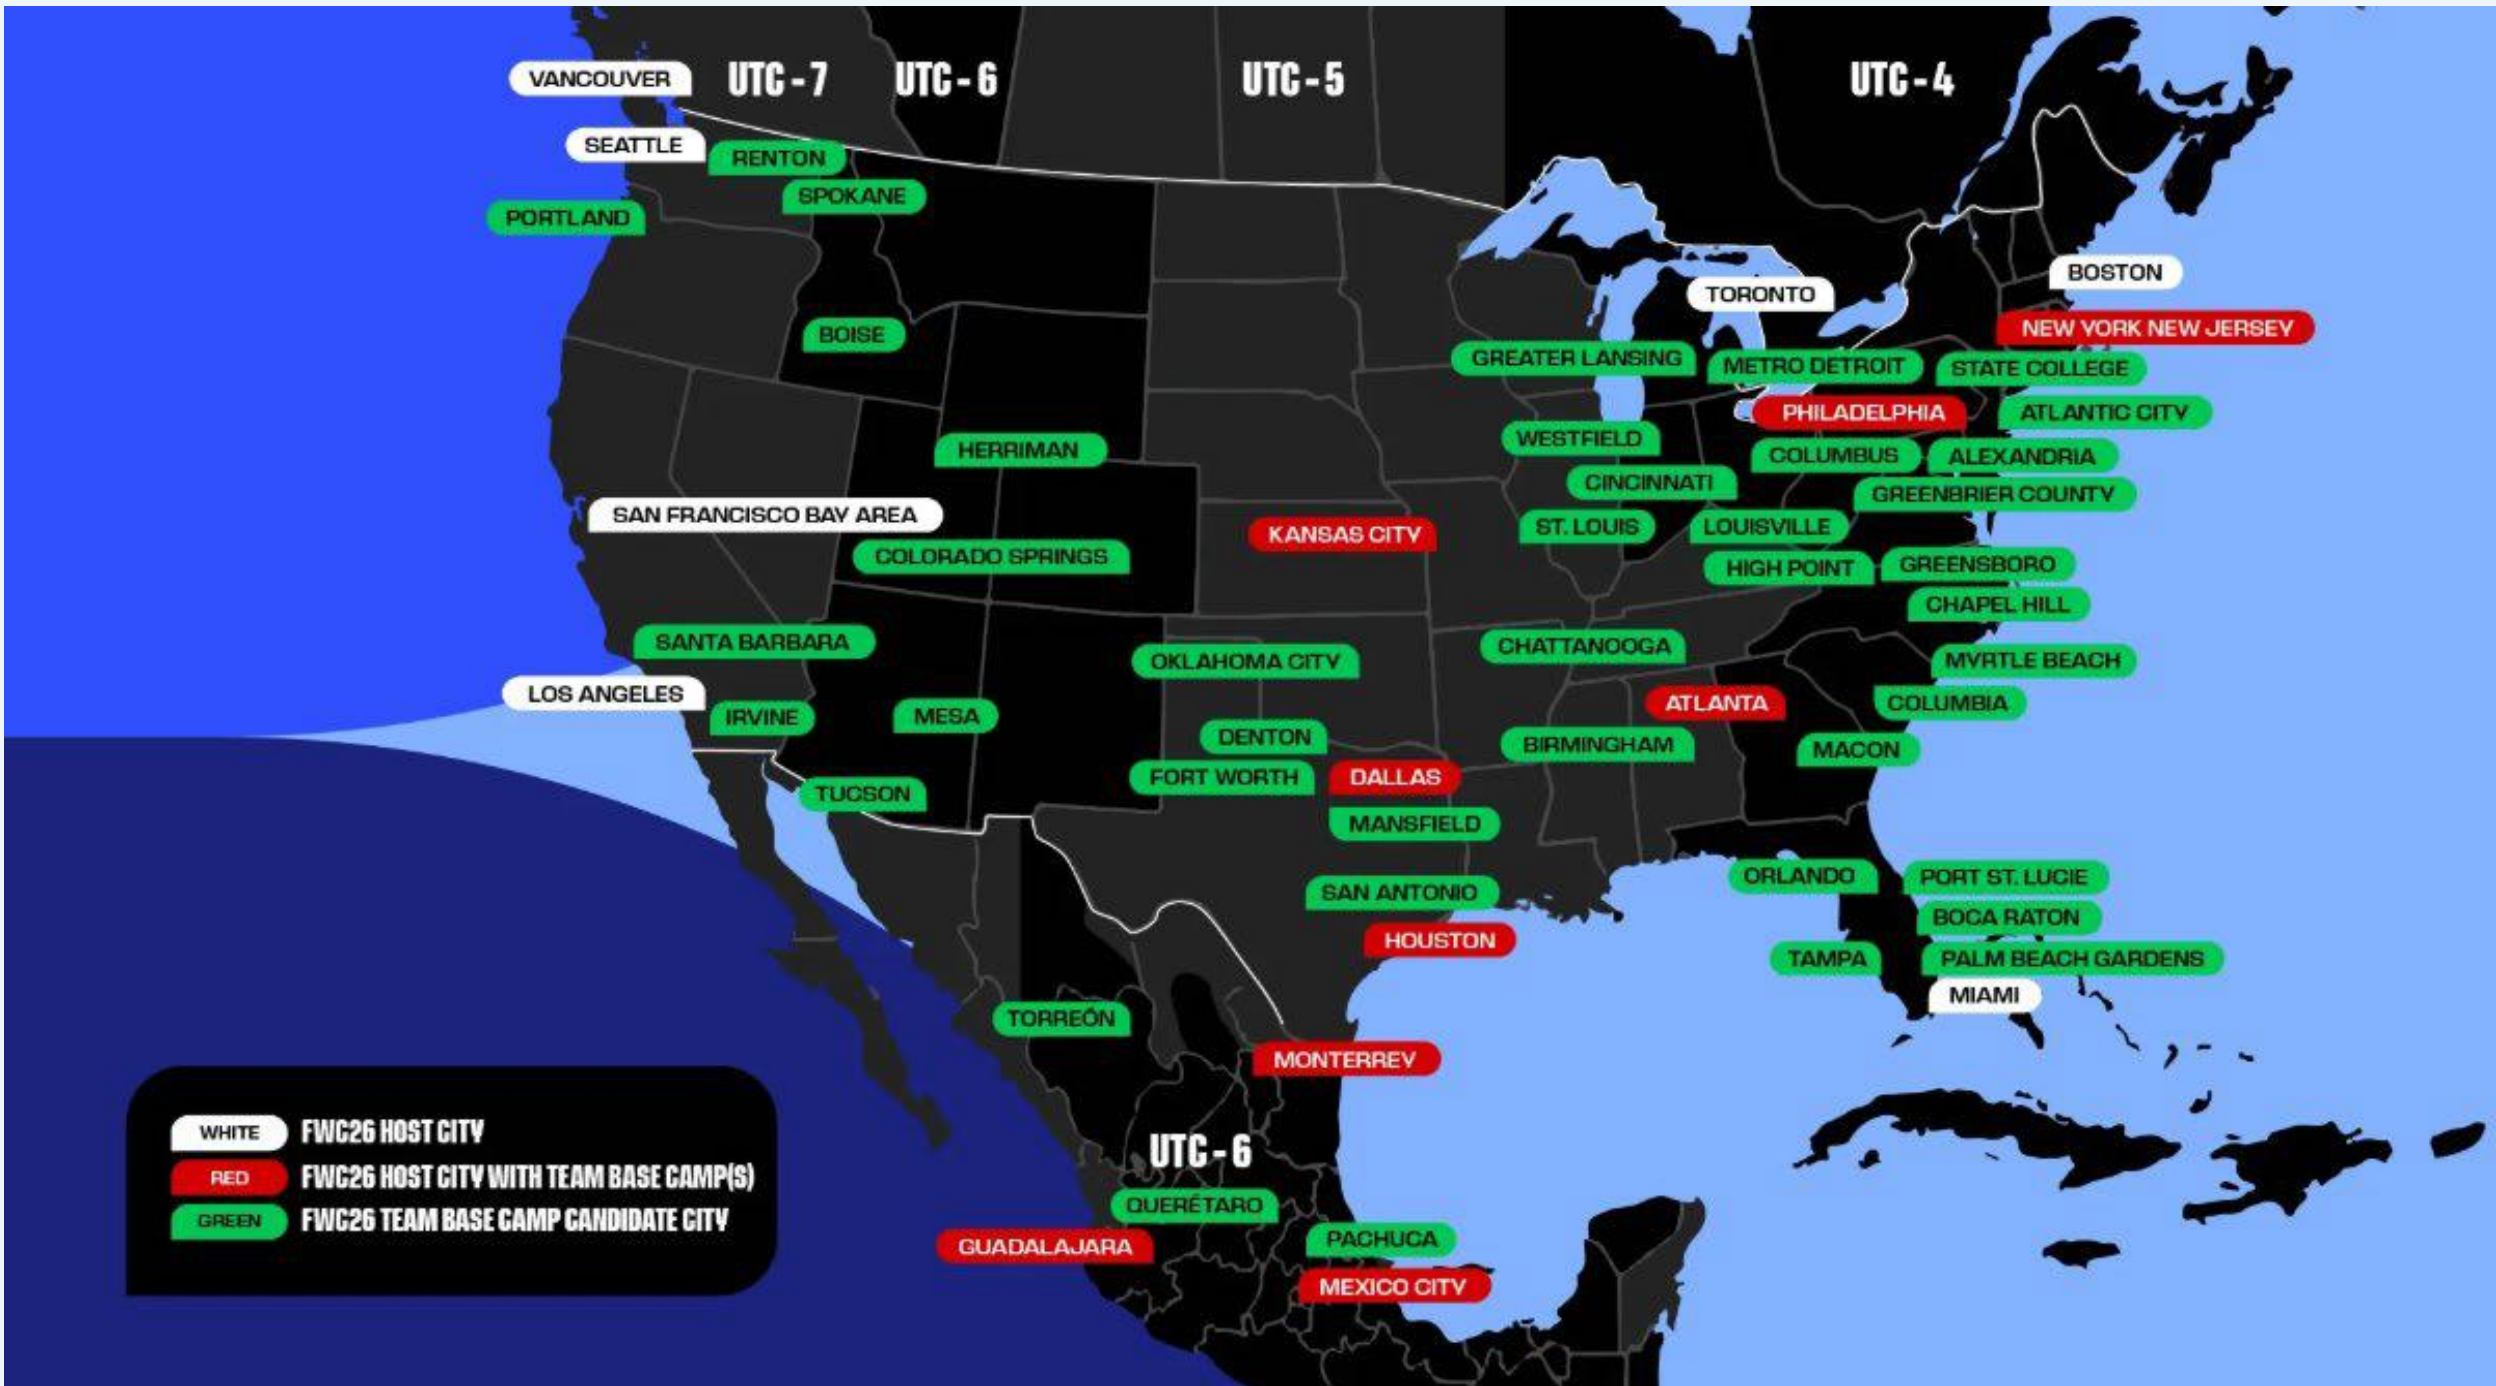 VANCOUVER
UTC - 7
UTC - 6
UTC - 5
UTC - 4
SEATTLE
RENTON
SPOKANE
PORTLAND
BOSTON
TORONTO
NEW YORK NEW JERSEY
BOISE
GREATER LANSING
METRO DETROIT
STATE COLLEGE
PHILADELPHIA
ATLANTIC CITY
WESTFIELD
HERRIMAN
COLUMBUS
ALEXANDRIA
CINCINNATI
GREENBRIER COUNTY
SAN FRANCISCO BAY AREA
KANSAS CITY
ST. LOUIS
LOUISVILLE
COLORADO SPRINGS
HIGH POINT
GREENSBORO
CHAPEL HILL
SANTA BARBARA
OKLAHOMA CITY
CHATTANOOGA
MYRTLE BEACH
LOS ANGELES
IRVINE
MESA
ATLANTA
COLUMBIA
DENTON
BIRMINGHAM
MACON
FORT WORTH
DALLAS
TUCSON
MANSFIELD
ORLANDO
PORT ST. LUCIE
SAN ANTONIO
BOCA RATON
HOUSTON
TAMPA
PALM BEACH GARDENS
MIAMI
TORREÓN
MONTERREY
UTC - 6
QUERÉTARO
GUADALAJARA
PACHUCA
MEXICO CITY
WHITE FWC26 HOST CITY
RED FWC26 HOST CITY WITH TEAM BASE CAMP(S)
GREEN FWC26 TEAM BASE CAMP CANDIDATE CITY